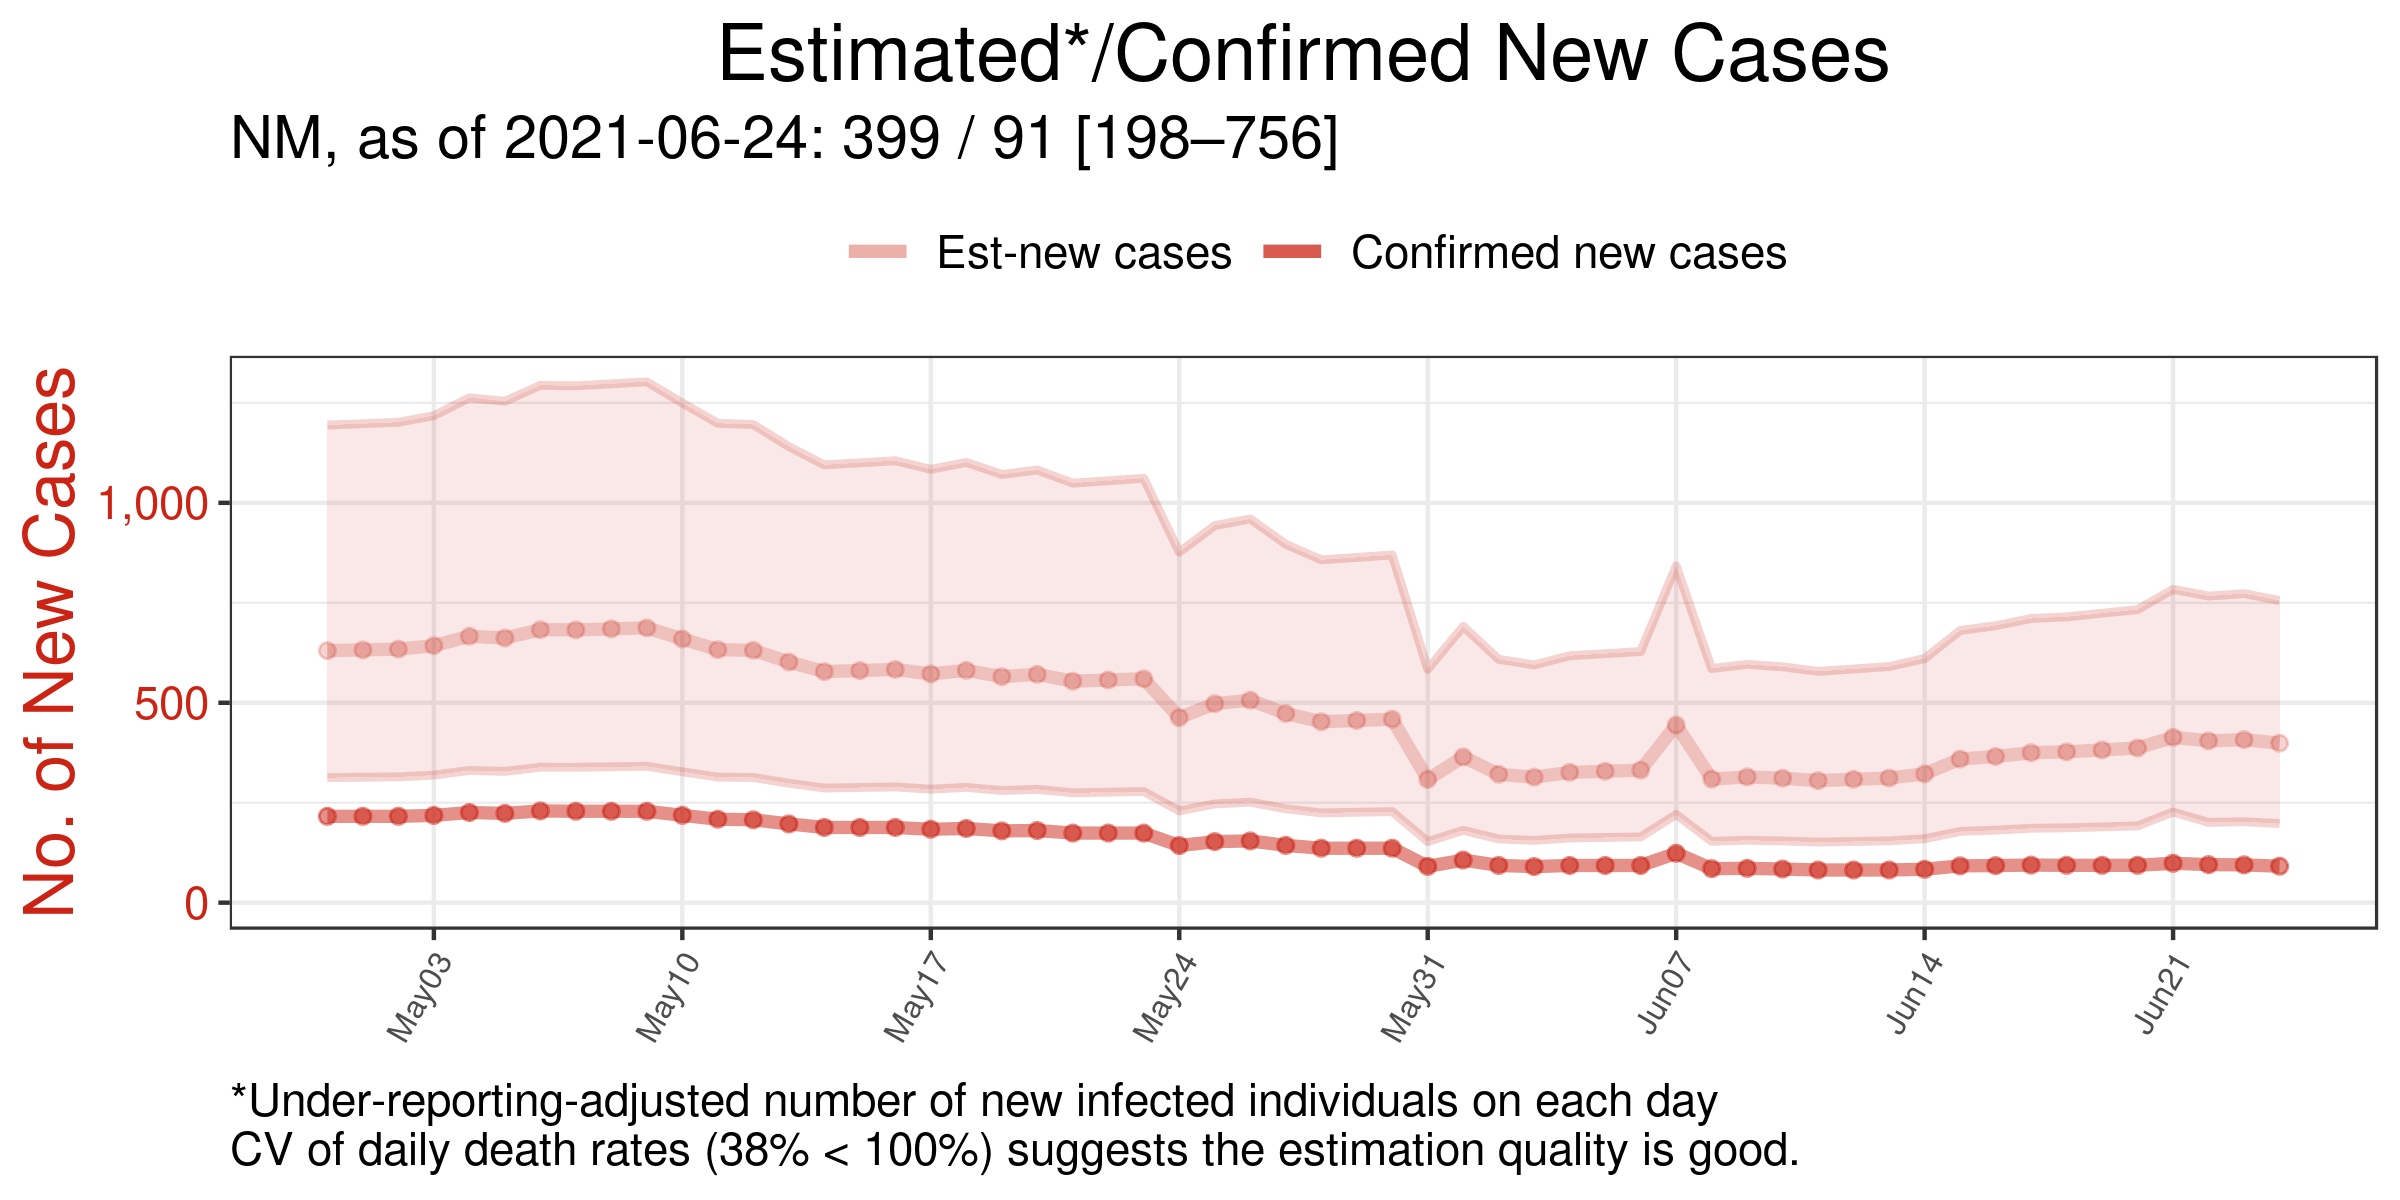 Estimated*/Confirmed New Cases
NM, as of 2021-06-24: 399 / 91 [198–756]
Est-new cases
Confirmed new cases
No. of New Cases
1,000
500
0
May03
May10
May17
May24
May31
Jun07
Jun14
Jun21
*Under-reporting-adjusted number of new infected individuals on each day
CV of daily death rates (38% < 100%) suggests the estimation quality is good.